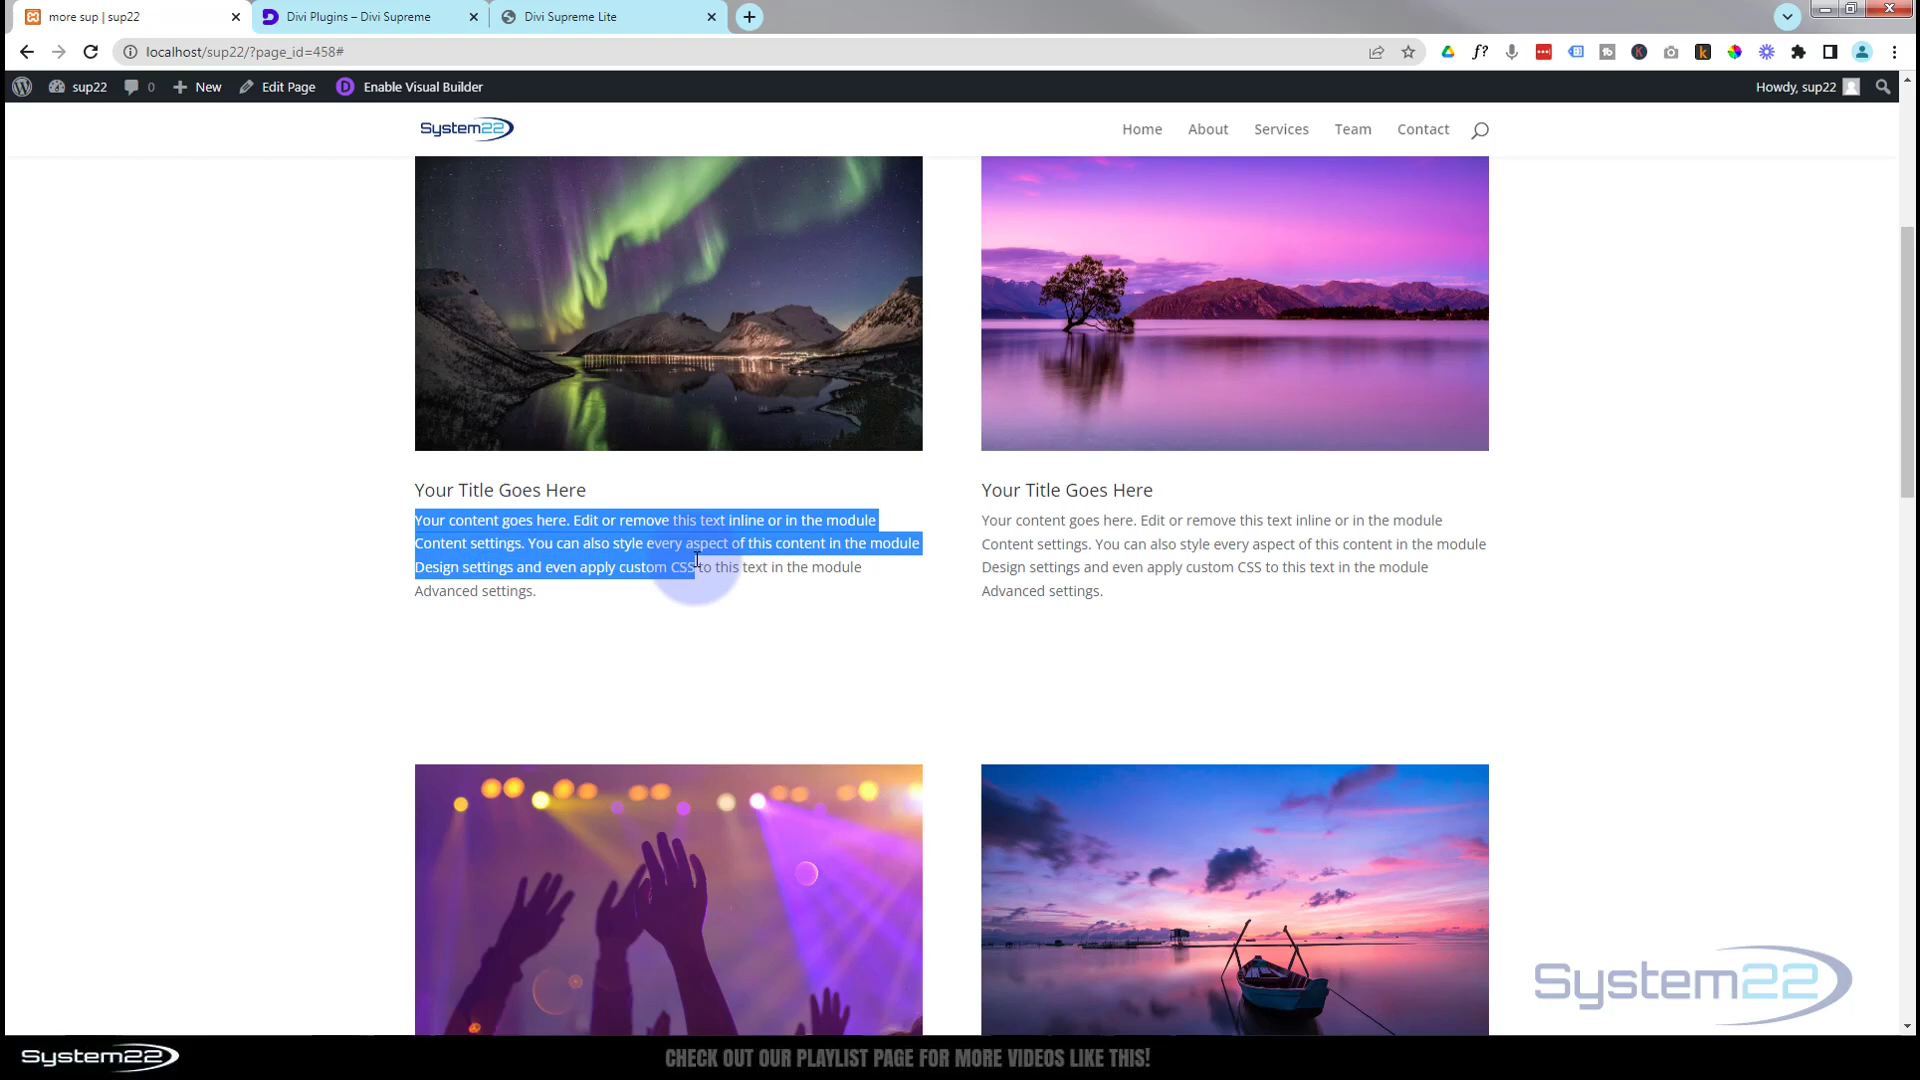 more sup | sup22
Divi Plugins – Divi Supreme
Divi Supreme Lite
localhost/sup22/?page_id=458#
sup22
0
New
Edit Page
Enable Visual Builder
Howdy, sup22
System22
Home
About
Services
Team
Contact
Your Title Goes Here
Your content goes here. Edit or remove this text inline or in the module
Content settings. You can also style every aspect of this content in the module
Design settings and even apply custom CSS to this text in the module
Advanced settings.
Your Title Goes Here
Your content goes here. Edit or remove this text inline or in the module
Content settings. You can also style every aspect of this content in the module
Design settings and even apply custom CSS to this text in the module
Advanced settings.
System22
System22
CHECK OUT OUR PLAYLIST PAGE FOR MORE VIDEOS LIKE THIS!